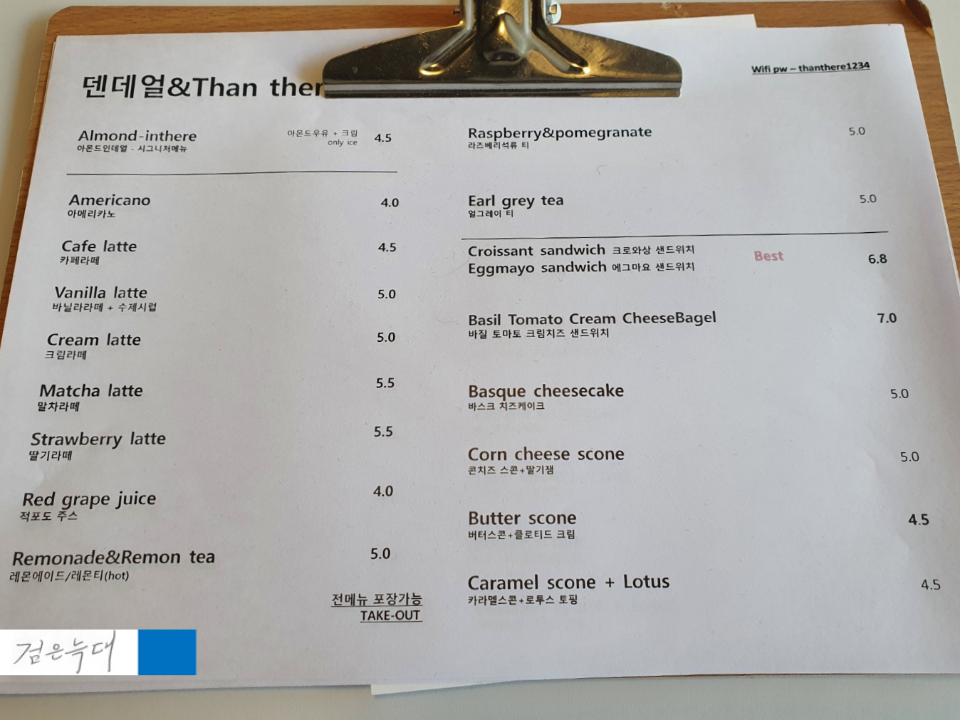 덴데얼&Than ther
Wifi pw – thanthere1234
Almond-inthere 아몬드우유 + 크림 4.5
아몬드인데얼 - 시그니처메뉴 only ice
Americano 4.0
아메리카노
Cafe latte 4.5
카페라떼
Vanilla latte 5.0
바닐라라떼 + 수제시럽
Cream latte 5.0
크림라떼
Matcha latte 5.5
말차라떼
Strawberry latte 5.5
딸기라떼
Red grape juice 4.0
적포도 주스
Remonade&Remon tea 5.0
레몬에이드/레몬티(hot)
전메뉴 포장가능
TAKE-OUT
Raspberry&pomegranate 5.0
라즈베리석류 티
Earl grey tea 5.0
얼그레이 티
Croissant sandwich 크로와상 샌드위치 Best 6.8
Eggmayo sandwich 에그마요 샌드위치
Basil Tomato Cream CheeseBagel 7.0
바질 토마토 크림치즈 샌드위치
Basque cheesecake 5.0
바스크 치즈케이크
Corn cheese scone 5.0
콘치즈 스콘+딸기잼
Butter scone 4.5
버터스콘+클로티드 크림
Caramel scone + Lotus 4.5
카라멜스콘+로투스 토핑
검은늑대